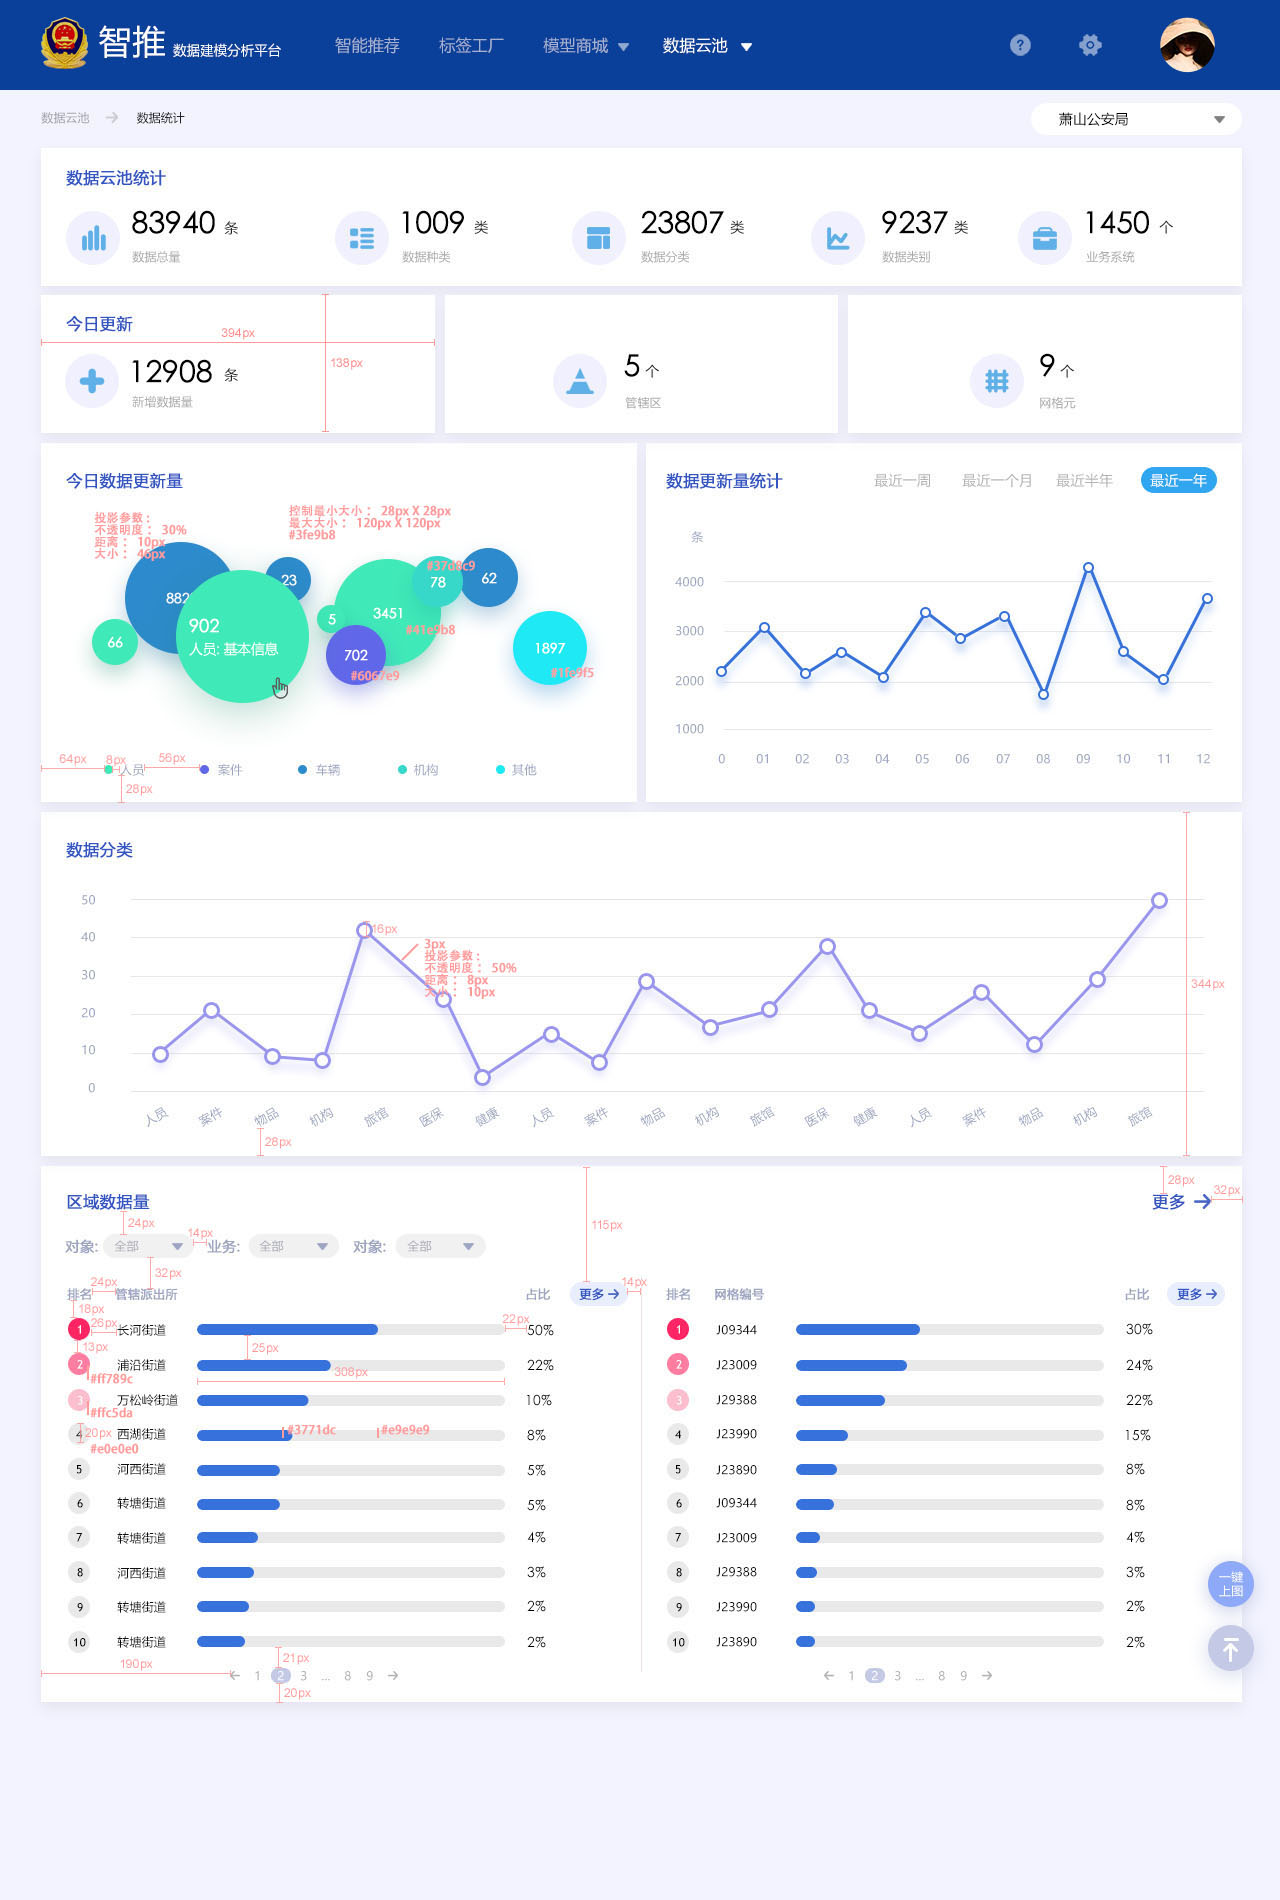 智推 数据建模分析平台 智能推荐 标签工厂 模型商城 数据云池
数据云池 数据统计 萧山公安局
数据云池统计
83940 条 1009 类 23807 类 9237 类 1450 个
数据总量 数据种类 数据分类 数据类别 业务系统
今日更新
394px
138px
12908 条
新增数据量
5 个
管辖区
9 个
网格元
今日数据更新量
投影参数：
不透明度： 30%
距离： 10px
大小： 46px
控制最小大小： 28px X 28px
最大大小： 120px X 120px
#3fe9b8
882
23
902
人员: 基本信息
66
5
3451
#41e9b8
#37d8c9
78
62
702
#6067e9
1897
#1fe9f5
64px 8px 56px
人员 案件 车辆 机构 其他
28px
数据更新量统计 最近一周 最近一个月 最近半年 最近一年
条
4000
3000
2000
1000
0 01 02 03 04 05 06 07 08 09 10 11 12
数据分类
50
40
30
20
10
0
16px
3px
投影参数：
不透明度： 50%
距离： 8px
大小： 10px
344px
人员 案件 物品 机构 旅馆 医保 健康 人员 案件 物品 机构 旅馆 医保 健康 人员 案件 物品 机构 旅馆
28px
区域数据量
28px
32px
更多
115px
24px
14px
对象: 全部 业务: 全部 对象: 全部
32px
24px
14px
排名 管辖派出所 占比 更多
18px
26px
22px
1 长河街道 50%
13px
25px
2 浦沿街道 22%
308px
#ff789c
3 万松岭街道 10%
#ffc5da
4 西湖街道 8%
20px
#3771dc
#e9e9e9
#e0e0e0
5 河西街道 5%
6 转塘街道 5%
7 转塘街道 4%
8 河西街道 3%
9 转塘街道 2%
10 转塘街道 2%
190px
21px
1 2 3 ... 8 9
20px
排名 网格编号 占比 更多
1 J09344 30%
2 J23009 24%
3 J29388 22%
4 J23990 15%
5 J23890 8%
6 J09344 8%
7 J23009 4%
8 J29388 3%
9 J23990 2%
10 J23890 2%
1 2 3 ... 8 9
一键
上图